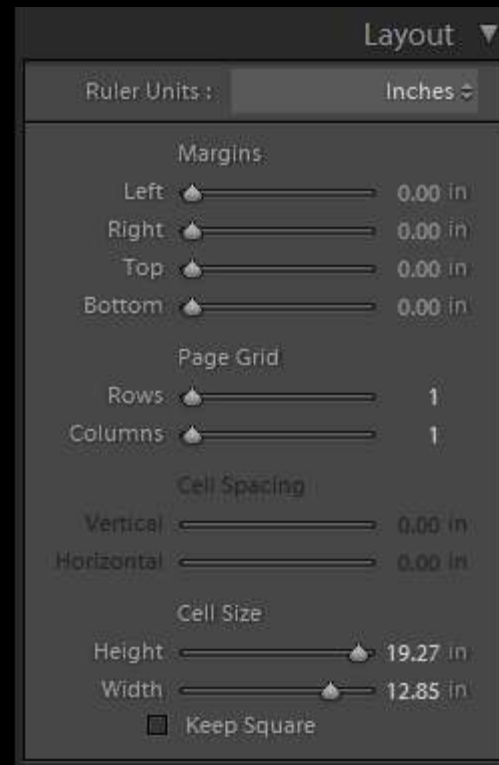 Layout
Ruler Units : Inches
Margins
Left 0.00 in
Right 0.00 in
Top 0.00 in
Bottom 0.00 in
Page Grid
Rows 1
Columns 1
Cell Spacing
Vertical 0.00 in
Horizontal 0.00 in
Cell Size
Height 19.27 in
Width 12.85 in
Keep Square